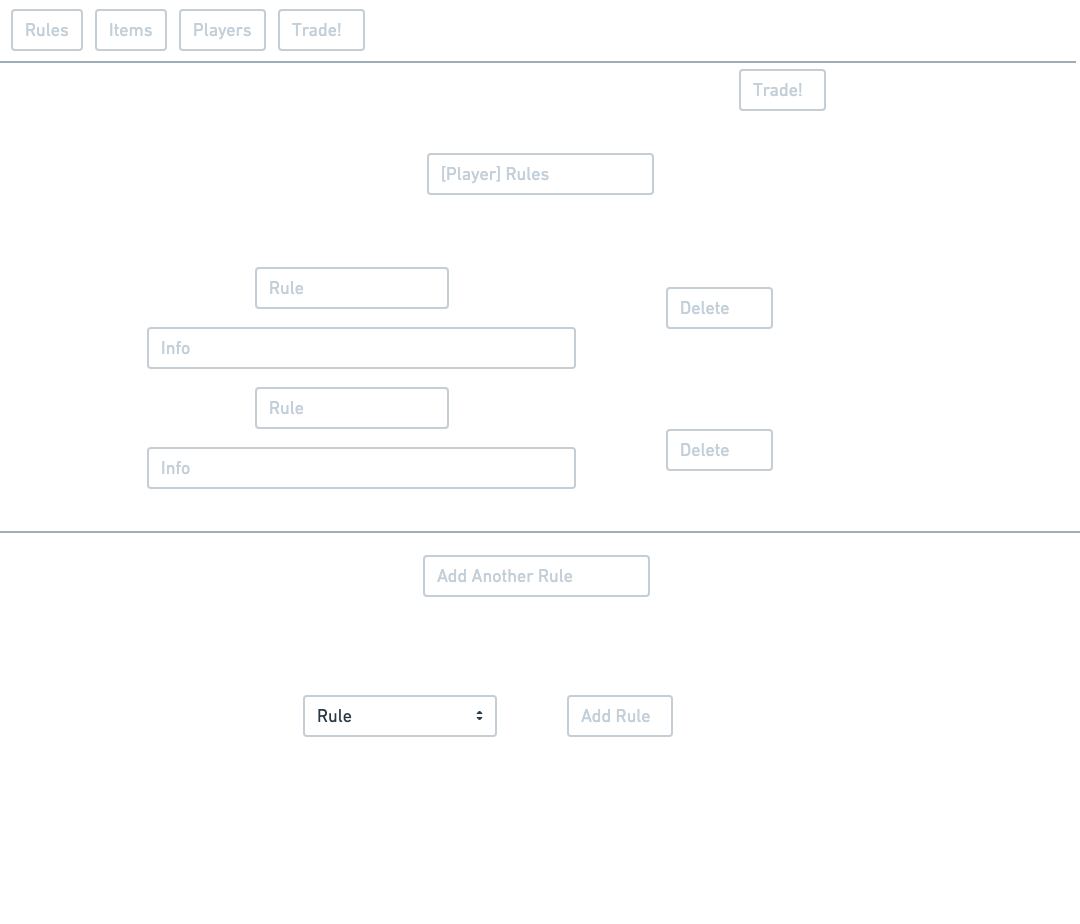 Rules Items Players Trade!
Trade!
[Player] Rules
Rule
Delete
Info
Rule
Delete
Info
Add Another Rule
Rule Add Rule